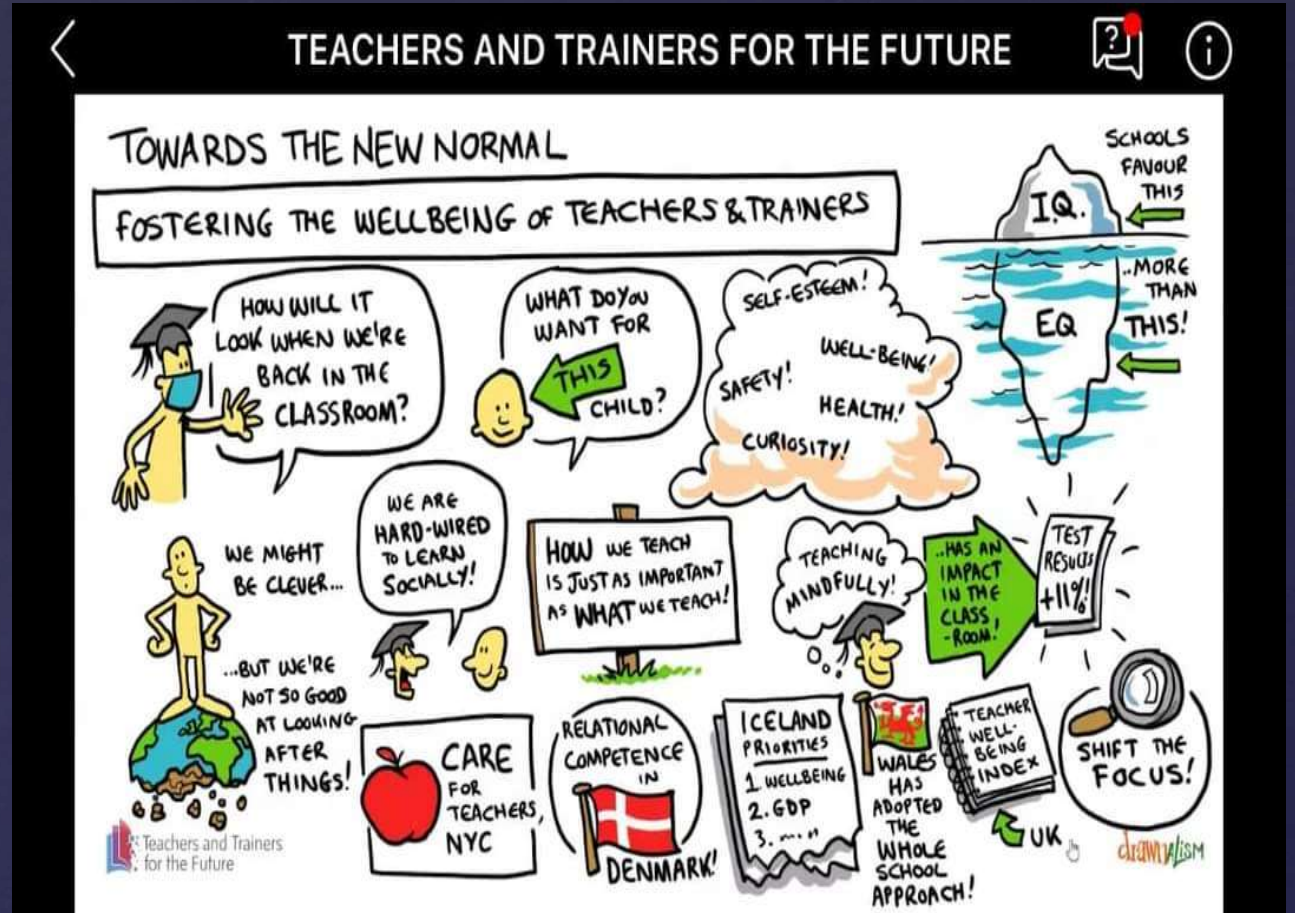 TEACHERS AND TRAINERS FOR THE FUTURE
TOWARDS THE NEW NORMAL
FOSTERING THE WELLBEING OF TEACHERS & TRAINERS
SCHOOLS
FAVOUR
THIS
I.Q.
..MORE
THAN
THIS!
EQ
HOW WILL IT
LOOK WHEN WE'RE
BACK IN THE
CLASSROOM?
WHAT DO YOU
WANT FOR
THIS
CHILD?
SELF-ESTEEM!
WELL-BEING!
SAFETY!
HEALTH!
CURIOSITY!
WE MIGHT
BE CLEVER...
...BUT WE'RE
NOT SO GOOD
AT LOOKING
AFTER
THINGS!
WE ARE
HARD-WIRED
TO LEARN
SOCIALLY!
HOW WE TEACH
IS JUST AS IMPORTANT
AS WHAT WE TEACH!
TEACHING
MINDFULLY!
..HAS AN
IMPACT
IN THE
CLASS
-ROOM!
TEST
RESULTS
+11%!
CARE
FOR
TEACHERS,
NYC
RELATIONAL
COMPETENCE
IN
DENMARK!
ICELAND
PRIORITIES
1. WELLBEING
2. GDP
3.
WALES
HAS
ADOPTED
THE
WHOLE
SCHOOL
APPROACH!
TEACHER
WELL-
BEING
INDEX
UK
SHIFT THE
FOCUS!
Teachers and Trainers
for the Future
drawnalism